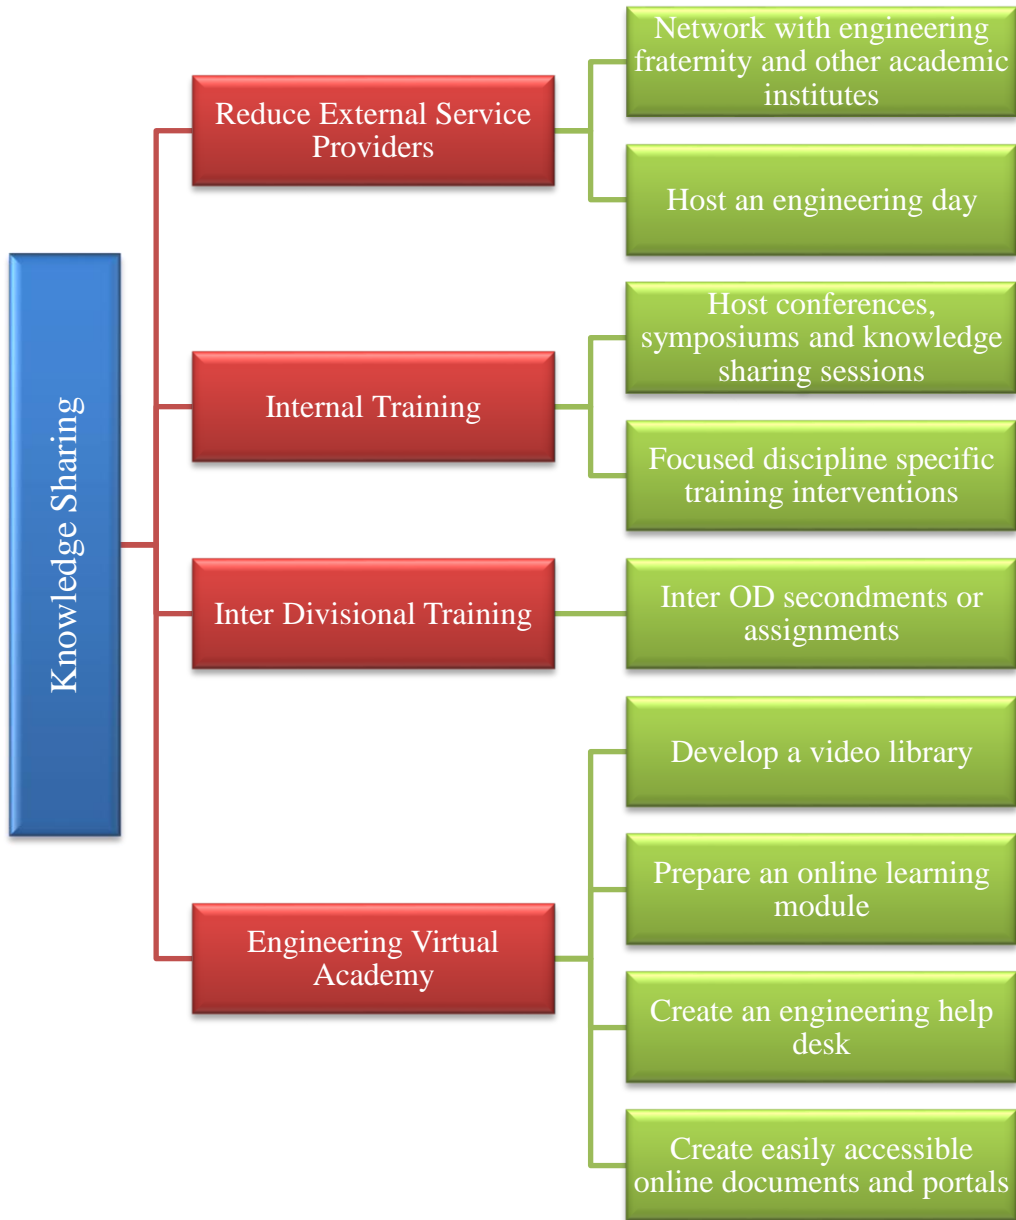 Knowledge Sharing
Reduce External Service
Providers
Network with engineering
fraternity and other academic
institutes
Host an engineering day
Internal Training
Host conferences,
symposiums and knowledge
sharing sessions
Focused discipline specific
training interventions
Inter Divisional Training
Inter OD secondments or
assignments
Engineering Virtual
Academy
Develop a video library
Prepare an online learning
module
Create an engineering help
desk
Create easily accessible
online documents and portals